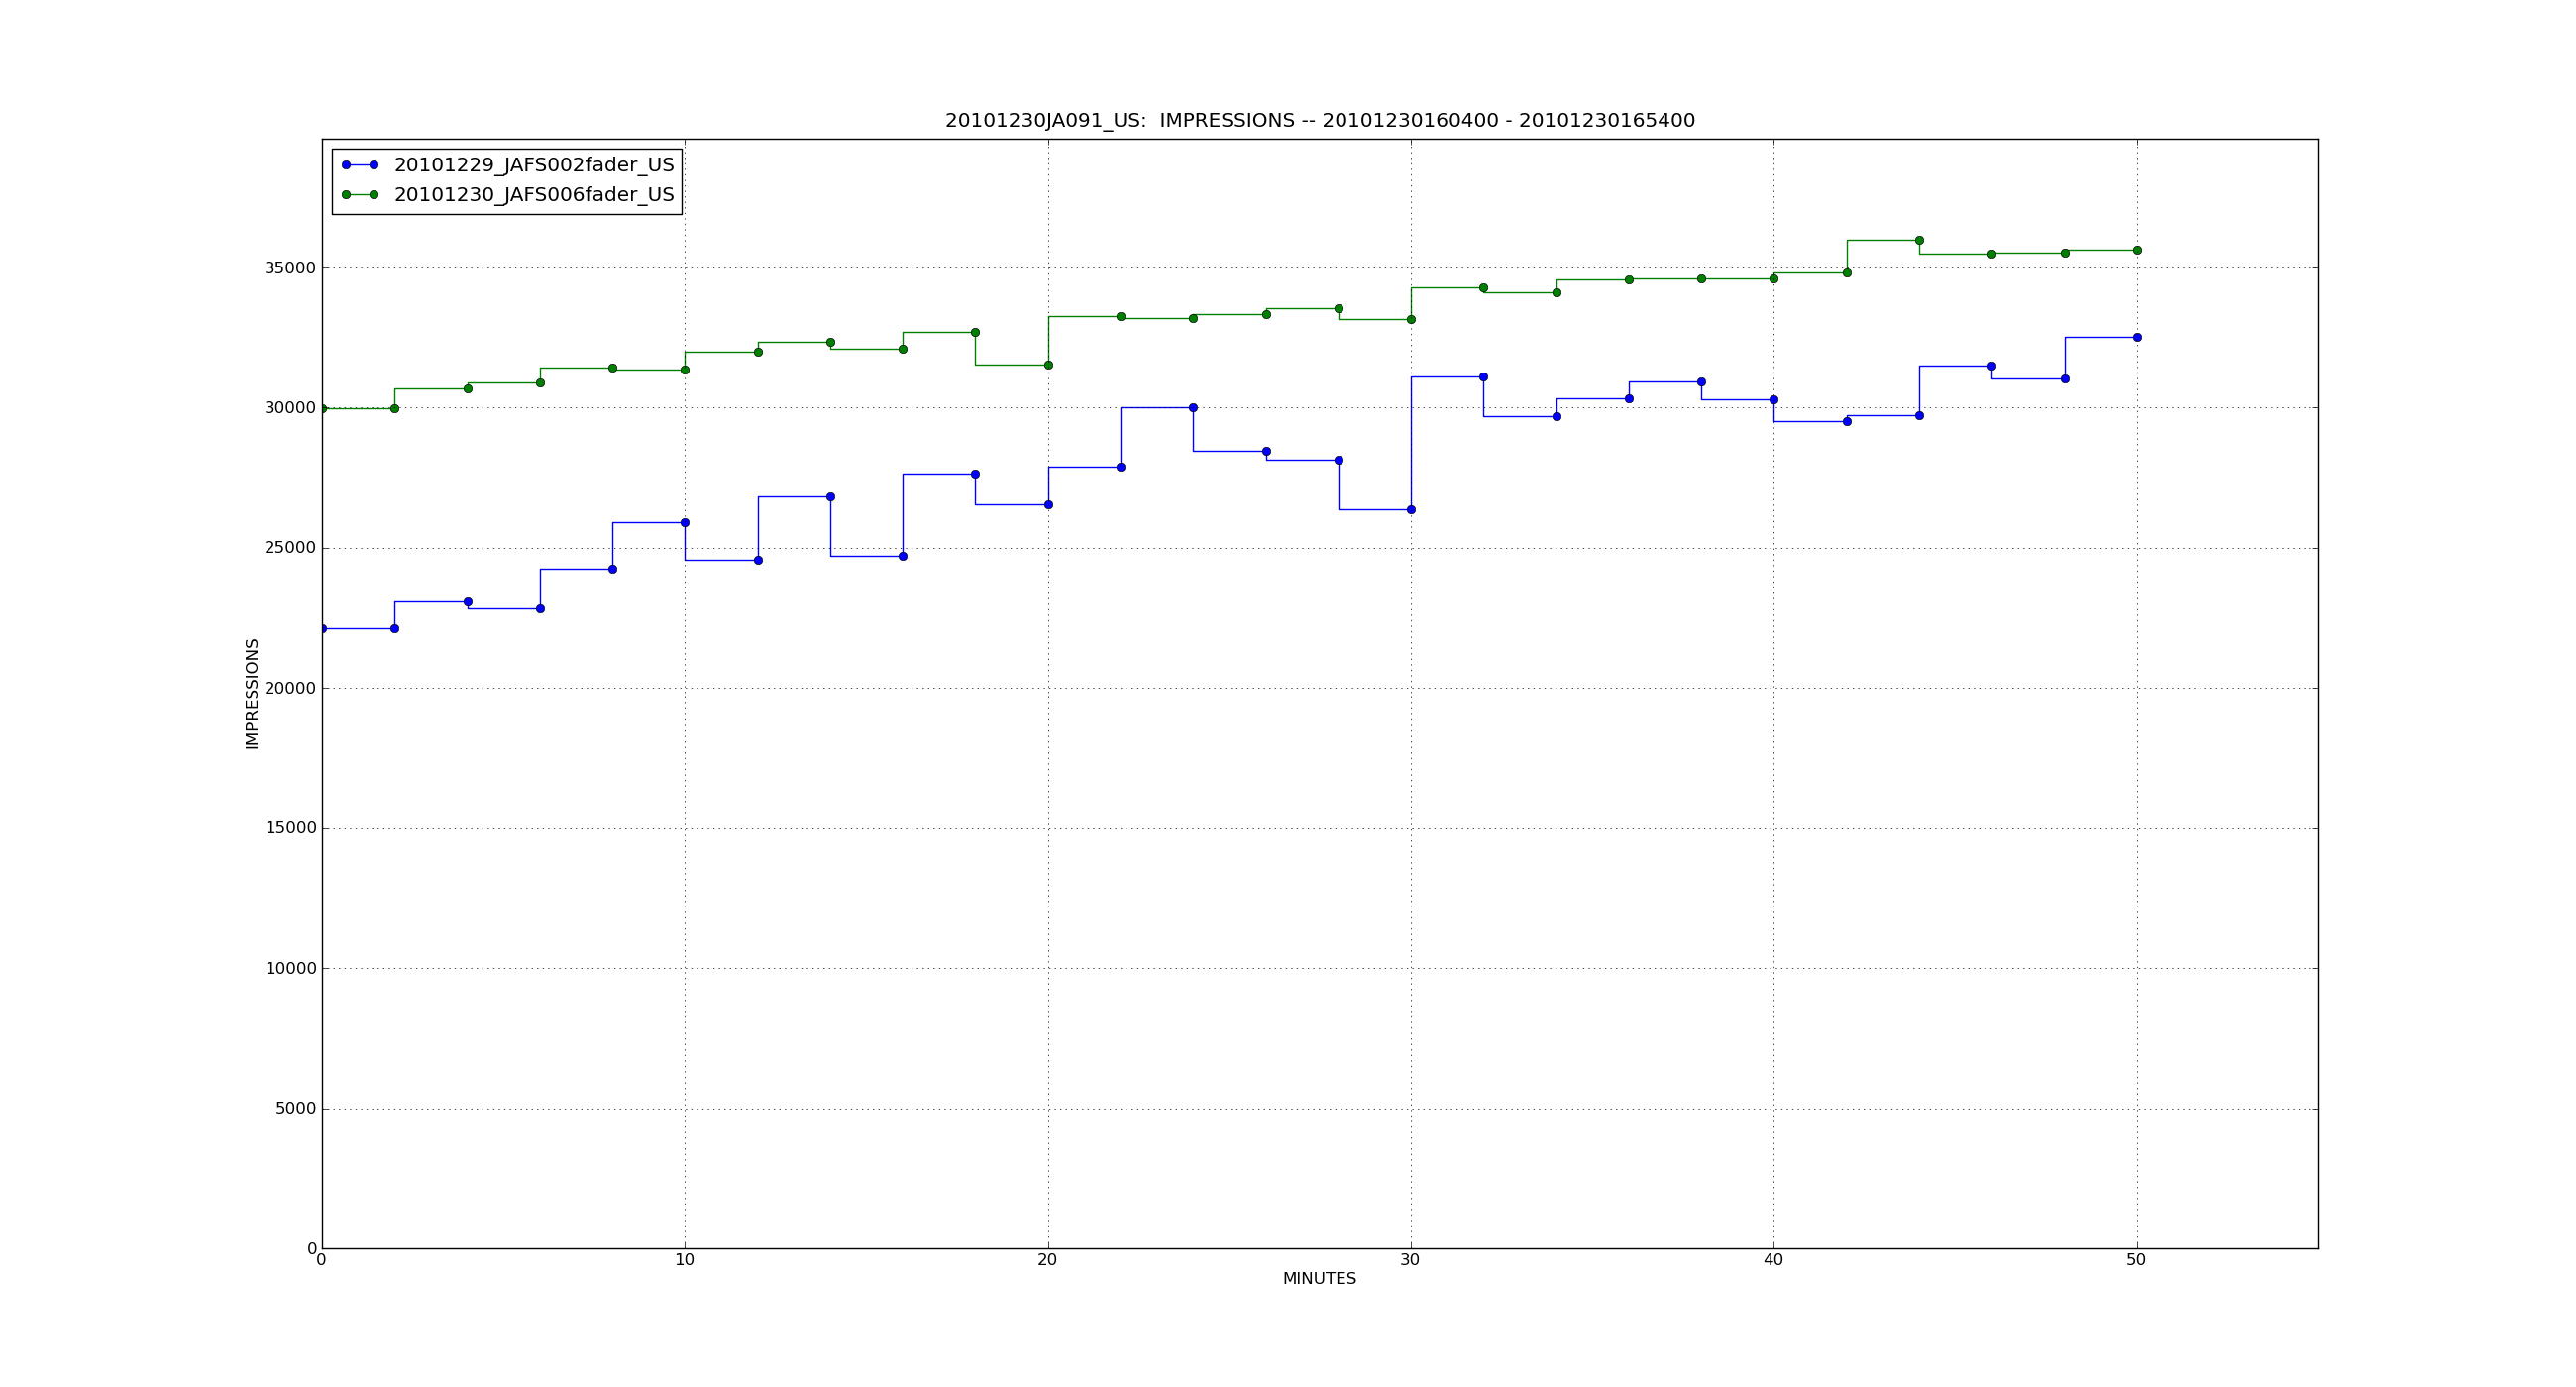 20101230JA091_US:  IMPRESSIONS -- 20101230160400 - 20101230165400
20101229_JAFS002fader_US
20101230_JAFS006fader_US
35000
30000
25000
20000
15000
10000
5000
0
IMPRESSIONS
0 10 20 30 40 50
MINUTES